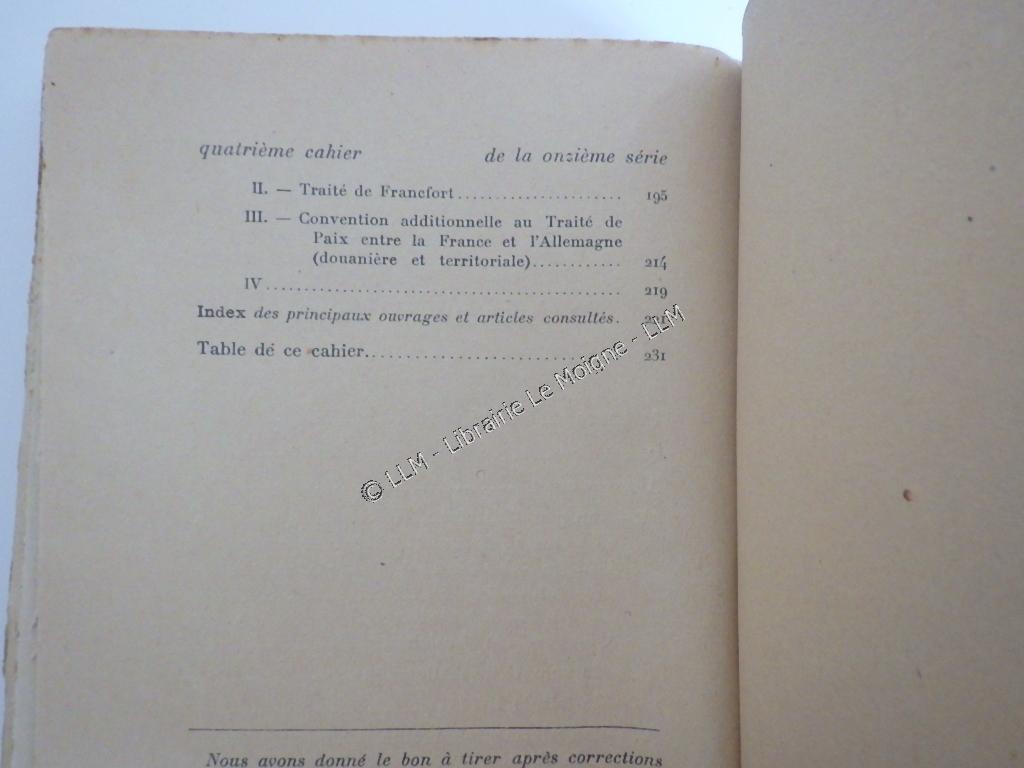 quatrième cahier de la onzième série
II. — Traité de Francfort...................... 195
III. — Convention additionnelle au Traité de
Paix entre la France et l'Allemagne
(douanière et territoriale)............ 214
IV............................................... 219
Index des principaux ouvrages et articles consultés.
Table de ce cahier.................................. 231
© LLM - Librairie Le Moigne - LLM
Nous avons donné le bon à tirer après corrections